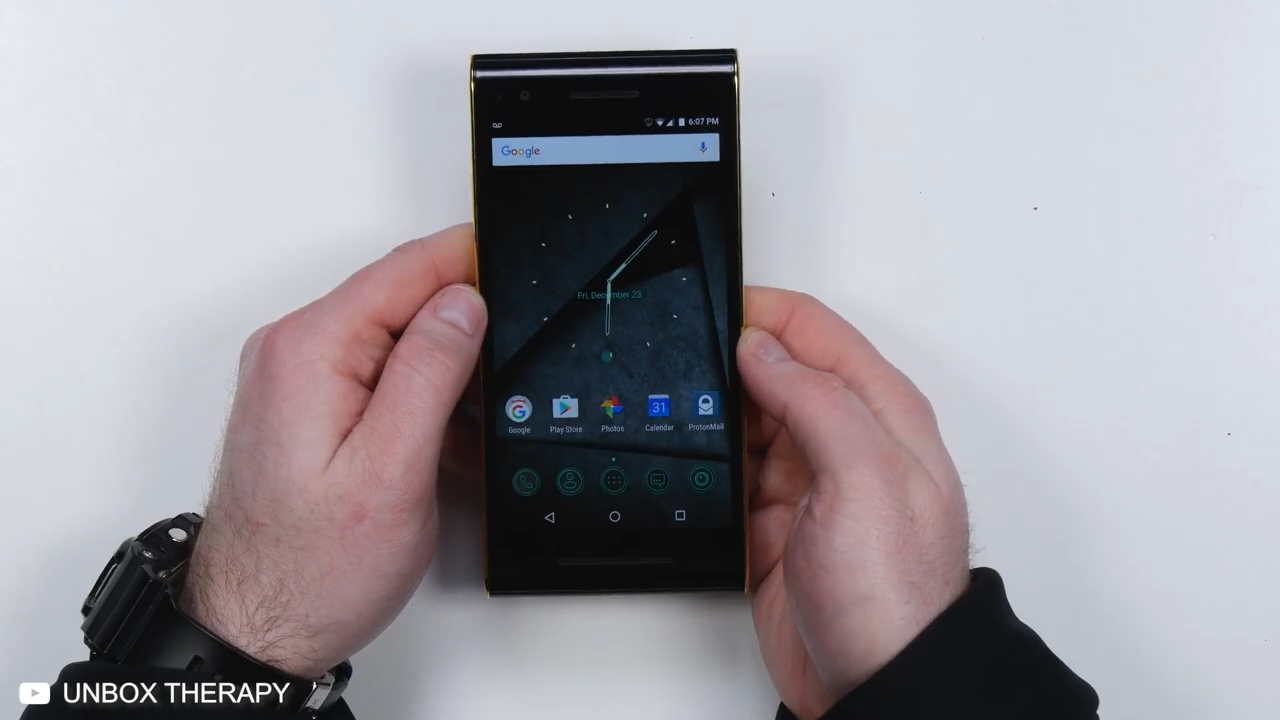 6:07 PM
Google
Fri, December 23
Google Play Store Photos 31 Calendar ProtonMail
UNBOX THERAPY